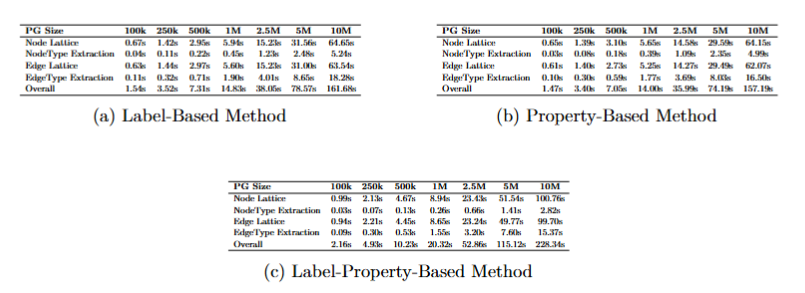 PG Size 100k 250k 500k 1M 2.5M 5M 10M
Node Lattice 0.67s 1.42s 2.95s 5.94s 15.23s 31.56s 64.65s
NodeType Extraction 0.04s 0.11s 0.22s 0.45s 1.23s 2.48s 5.24s
Edge Lattice 0.63s 1.44s 2.97s 5.60s 15.23s 31.00s 63.54s
EdgeType Extraction 0.11s 0.32s 0.71s 1.90s 4.01s 8.65s 18.28s
Overall 1.54s 3.52s 7.31s 14.83s 38.05s 78.57s 161.68s
(a) Label-Based Method
PG Size 100k 250k 500k 1M 2.5M 5M 10M
Node Lattice 0.65s 1.39s 3.10s 5.65s 14.58s 29.59s 64.15s
NodeType Extraction 0.03s 0.08s 0.18s 0.39s 1.09s 2.35s 4.99s
Edge Lattice 0.61s 1.40s 2.73s 5.25s 14.27s 29.49s 62.07s
EdgeType Extraction 0.10s 0.30s 0.59s 1.77s 3.69s 8.03s 16.50s
Overall 1.47s 3.40s 7.05s 14.00s 35.99s 74.19s 157.19s
(b) Property-Based Method
PG Size 100k 250k 500k 1M 2.5M 5M 10M
Node Lattice 0.99s 2.13s 4.67s 8.94s 23.43s 51.54s 100.76s
NodeType Extraction 0.03s 0.07s 0.13s 0.26s 0.66s 1.41s 2.82s
Edge Lattice 0.94s 2.21s 4.45s 8.65s 23.24s 49.77s 99.70s
EdgeType Extraction 0.09s 0.30s 0.53s 1.55s 3.20s 7.60s 15.37s
Overall 2.16s 4.93s 10.23s 20.32s 52.86s 115.12s 228.34s
(c) Label-Property-Based Method